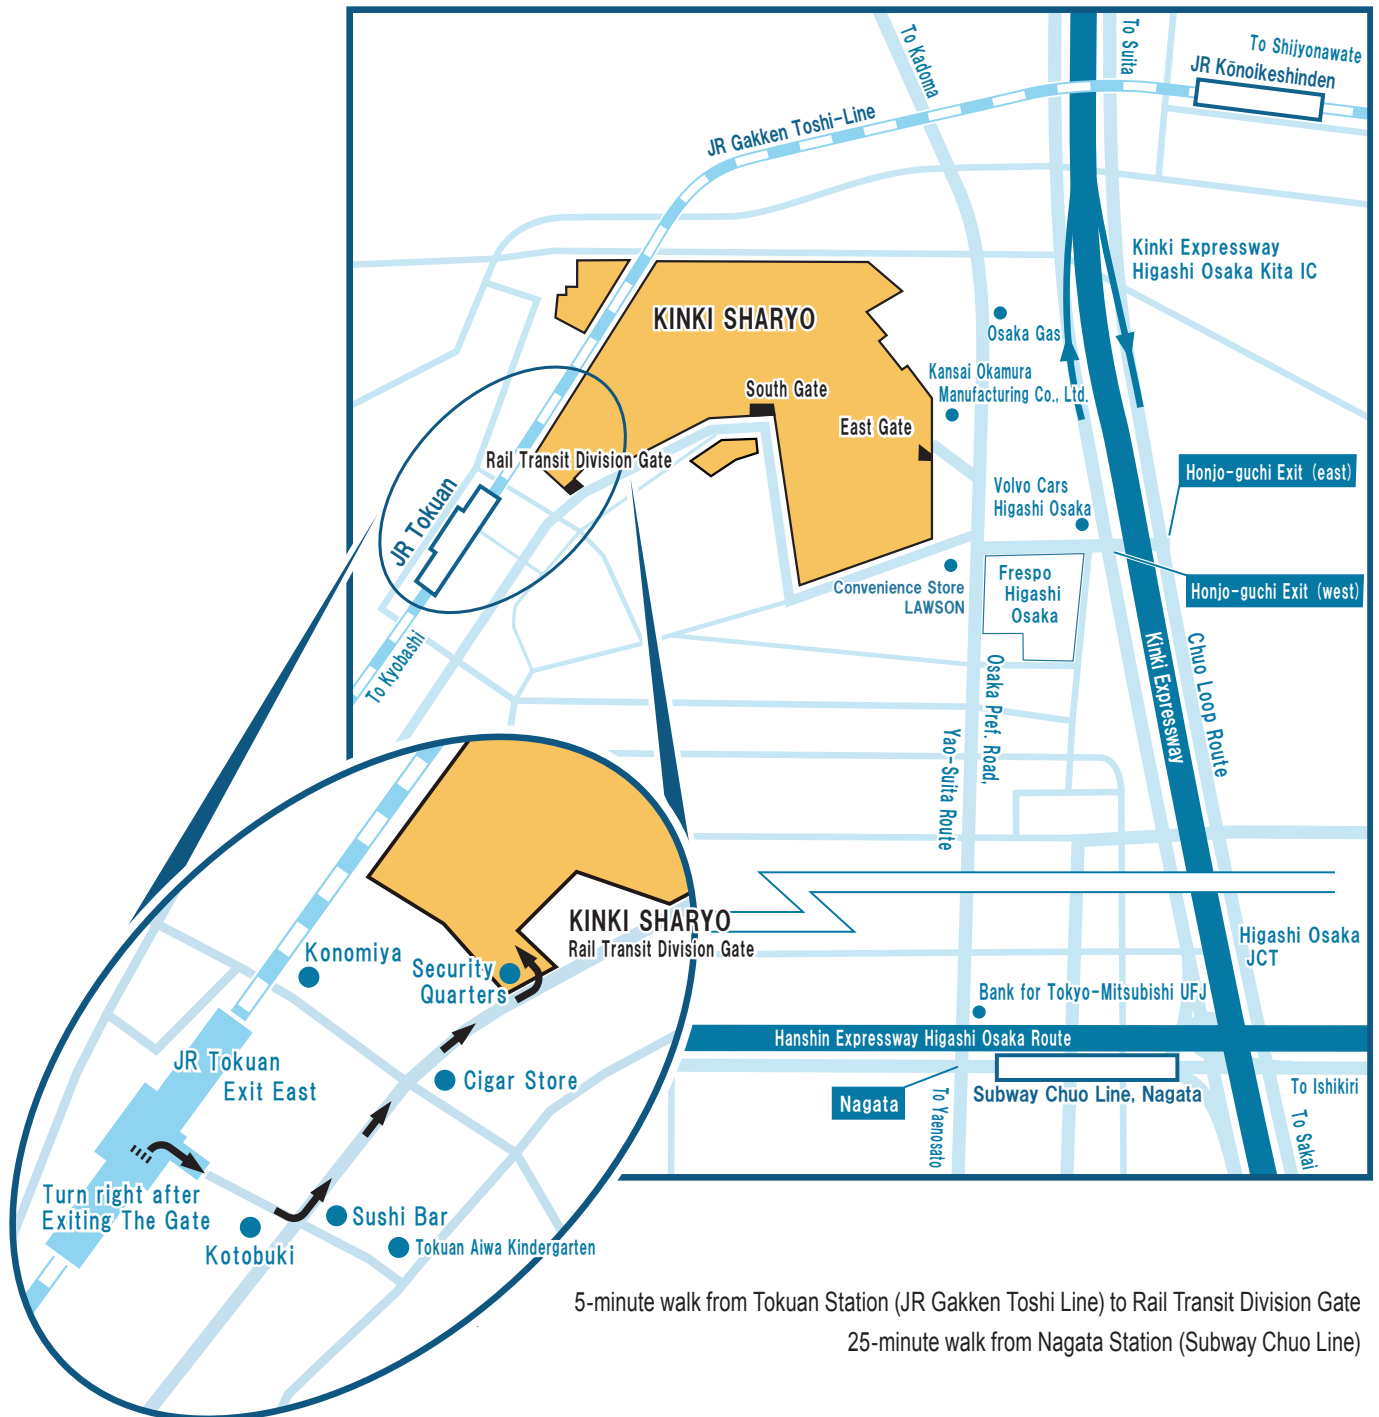 To Kadoma
To Suita
To Shijyonawate
JR Kōnoikeshinden
JR Gakken Toshi-Line
Kinki Expressway
Higashi Osaka Kita IC
KINKI SHARYO
Osaka Gas
Kansai Okamura
Manufacturing Co., Ltd.
South Gate
East Gate
Rail Transit Division Gate
Honjo-guchi Exit (east)
Volvo Cars
Higashi Osaka
JR Tokuan
Convenience Store
LAWSON
Frespo
Higashi
Osaka
Honjo-guchi Exit (west)
To Kyobashi
Kinki Expressway
Chuo Loop Route
Osaka Pref. Road,
Yao-Suita Route
KINKI SHARYO
Rail Transit Division Gate
Konomiya
Security
Quarters
Higashi Osaka
JCT
Bank for Tokyo-Mitsubishi UFJ
Hanshin Expressway Higashi Osaka Route
JR Tokuan
Exit East
Cigar Store
Nagata
Subway Chuo Line, Nagata
To Ishikiri
To Yaenosato
To Sakai
Turn right after
Exiting The Gate
Sushi Bar
Kotobuki
Tokuan Aiwa Kindergarten
5-minute walk from Tokuan Station (JR Gakken Toshi Line) to Rail Transit Division Gate
25-minute walk from Nagata Station (Subway Chuo Line)